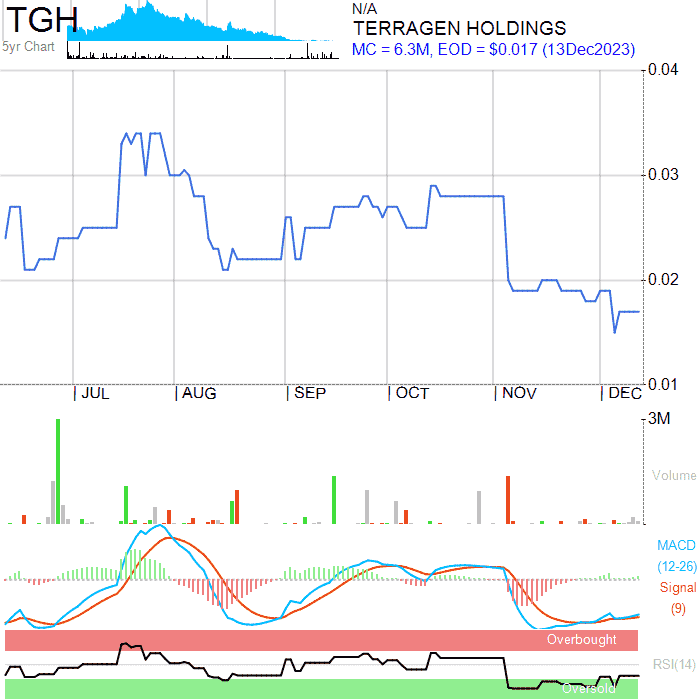 TGH
5yr Chart
N/A
TERRAGEN HOLDINGS
MC = 6.3M, EOD = $0.017 (13Dec2023)
0.04
0.03
0.02
0.01
JUL AUG SEP OCT NOV DEC
3M
Volume
MACD
(12-26)
Signal
(9)
Overbought
RSI(14)
Oversold